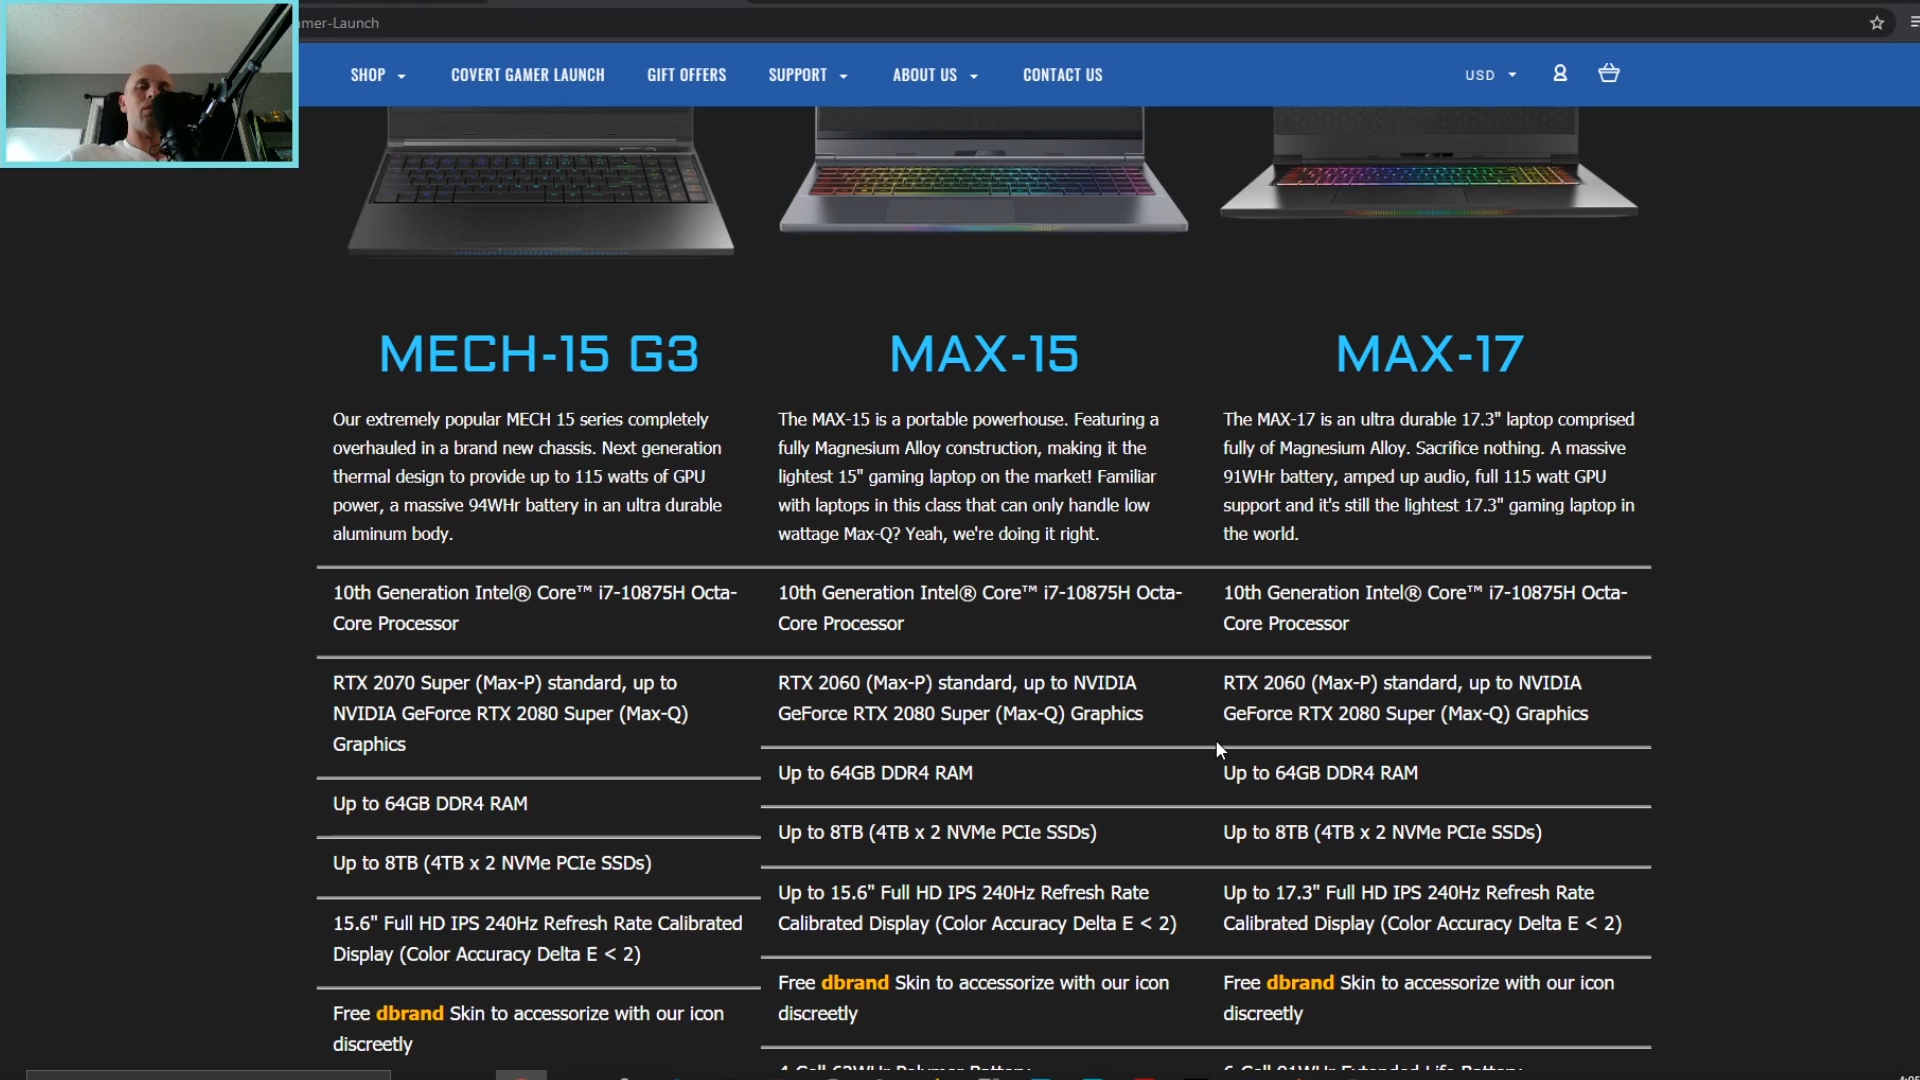 amer-Launch
SHOP COVERT GAMER LAUNCH GIFT OFFERS SUPPORT ABOUT US CONTACT US USD
MECH-15 G3
Our extremely popular MECH 15 series completely
overhauled in a brand new chassis. Next generation
thermal design to provide up to 115 watts of GPU
power, a massive 94WHr battery in an ultra durable
aluminum body.
10th Generation Intel® Core™ i7-10875H Octa-
Core Processor
RTX 2070 Super (Max-P) standard, up to
NVIDIA GeForce RTX 2080 Super (Max-Q)
Graphics
Up to 64GB DDR4 RAM
Up to 8TB (4TB x 2 NVMe PCIe SSDs)
15.6" Full HD IPS 240Hz Refresh Rate Calibrated
Display (Color Accuracy Delta E < 2)
Free dbrand Skin to accessorize with our icon
discreetly
MAX-15
The MAX-15 is a portable powerhouse. Featuring a
fully Magnesium Alloy construction, making it the
lightest 15" gaming laptop on the market! Familiar
with laptops in this class that can only handle low
wattage Max-Q? Yeah, we're doing it right.
10th Generation Intel® Core™ i7-10875H Octa-
Core Processor
RTX 2060 (Max-P) standard, up to NVIDIA
GeForce RTX 2080 Super (Max-Q) Graphics
Up to 64GB DDR4 RAM
Up to 8TB (4TB x 2 NVMe PCIe SSDs)
Up to 15.6" Full HD IPS 240Hz Refresh Rate
Calibrated Display (Color Accuracy Delta E < 2)
Free dbrand Skin to accessorize with our icon
discreetly
4-Cell 62WHr Polymer Battery
MAX-17
The MAX-17 is an ultra durable 17.3" laptop comprised
fully of Magnesium Alloy. Sacrifice nothing. A massive
91WHr battery, amped up audio, full 115 watt GPU
support and it's still the lightest 17.3" gaming laptop in
the world.
10th Generation Intel® Core™ i7-10875H Octa-
Core Processor
RTX 2060 (Max-P) standard, up to NVIDIA
GeForce RTX 2080 Super (Max-Q) Graphics
Up to 64GB DDR4 RAM
Up to 8TB (4TB x 2 NVMe PCIe SSDs)
Up to 17.3" Full HD IPS 240Hz Refresh Rate
Calibrated Display (Color Accuracy Delta E < 2)
Free dbrand Skin to accessorize with our icon
discreetly
6-Cell 91WHr Extended Life Battery